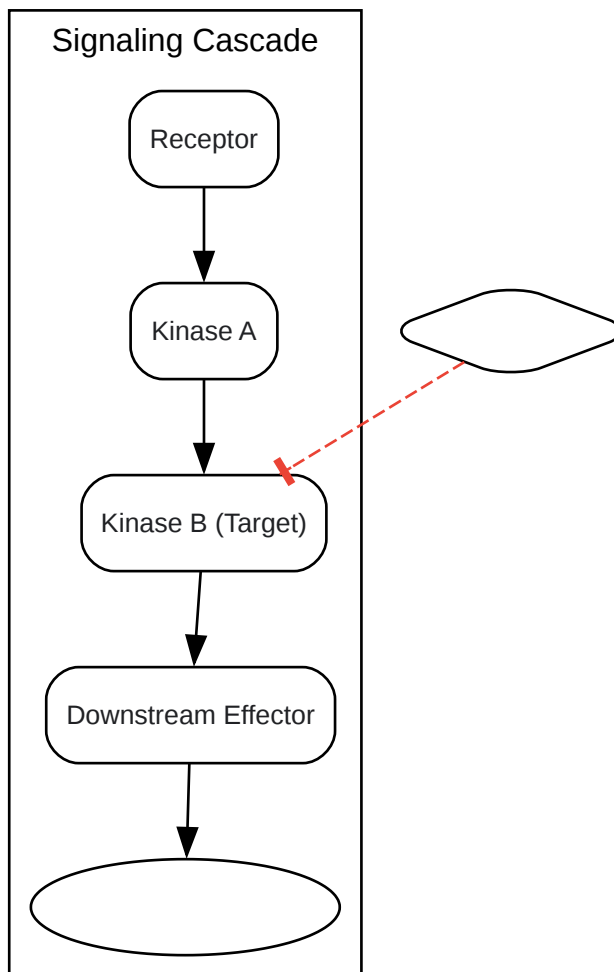 Signaling Cascade
Receptor
Kinase A
Kinase B (Target)
Downstream Effector